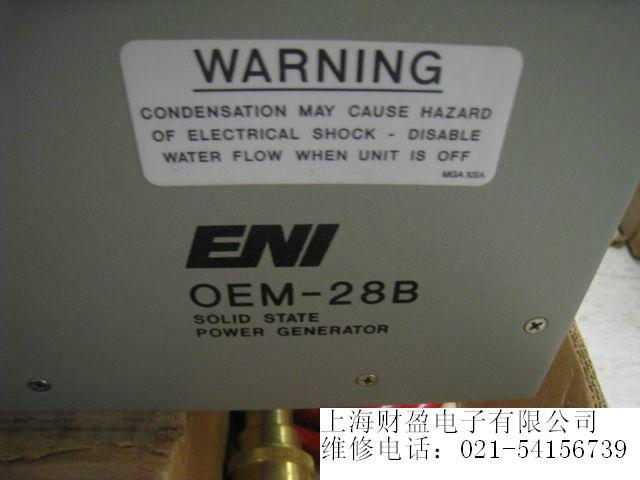 WARNING
CONDENSATION MAY CAUSE HAZARD
OF ELECTRICAL SHOCK - DISABLE
WATER FLOW WHEN UNIT IS OFF
ENI
OEM-28B
SOLID STATE
POWER GENERATOR
上海财盈电子有限公司
维修电话：021-54156739